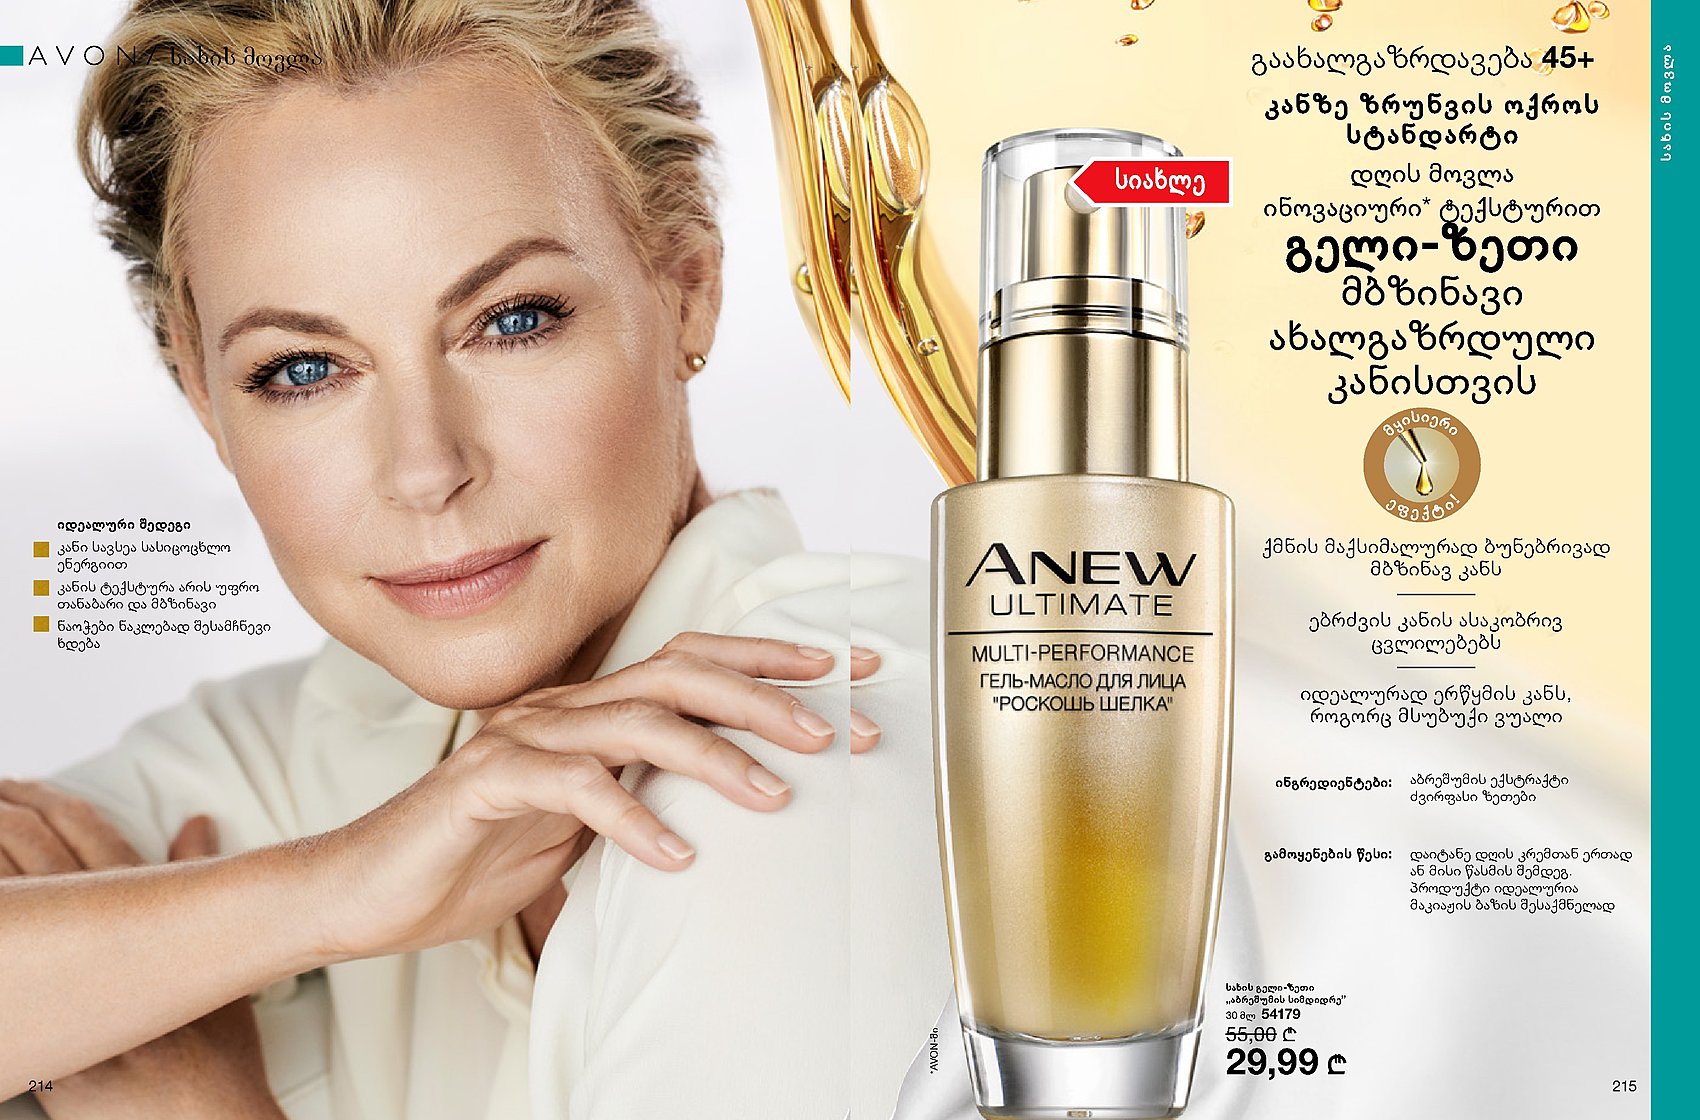 AVON / სახის მოვლა
იდეალური შედეგი
კანი სავსეა სასიცოცხლო
ენერგიით
კანის ტექსტურა არის უფრო
თანაბარი და მბზინავი
ნაოჭები ნაკლებად შესამჩნევი
ხდება
214
გაახალგაზრდავება 45+
კანზე ზრუნვის ოქროს
სტანდარტი
დღის მოვლა
ინოვაციური* ტექსტურით
გელი-ზეთი
მბზინავი
ახალგაზრდული
კანისთვის
სიახლე
მყისიერი
ეფექტი!
ქმნის მაქსიმალურად ბუნებრივად
მბზინავ კანს
ებრძვის კანის ასაკობრივ
ცვლილებებს
იდეალურად ერწყმის კანს,
როგორც მსუბუქი ვუალი
ინგრედიენტები: აბრეშუმის ექსტრაქტი
ძვირფასი ზეთები
გამოყენების წესი: დაიტანე დღის კრემთან ერთად
ან მისი წასმის შემდეგ.
პროდუქტი იდეალურია
მაკიაჟის ბაზის შესაქმნელად
ANEW
ULTIMATE
MULTI-PERFORMANCE
ГЕЛЬ-МАСЛО ДЛЯ ЛИЦА
"РОСКОШЬ ШЕЛКА"
სახის გელი-ზეთი
„აბრეშუმის სიმდიდრე"
30 მლ 54179
55,00 ₾
29,99 ₾
*AVON-ში
215
სახის მოვლა